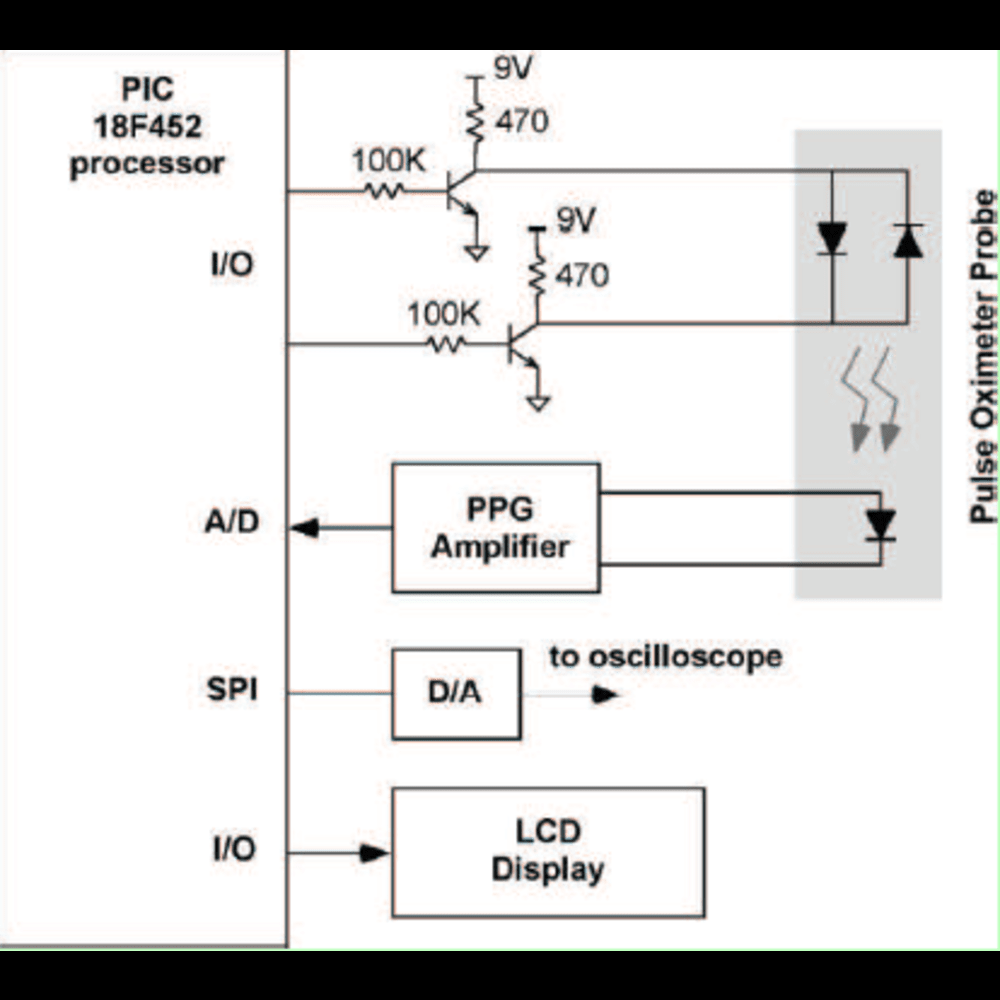 PIC
18F452
processor
9V
470
100K
9V
I/O
470
100K
Pulse Oximeter Probe
A/D
PPG
Amplifier
to oscilloscope
SPI
D/A
I/O
LCD
Display